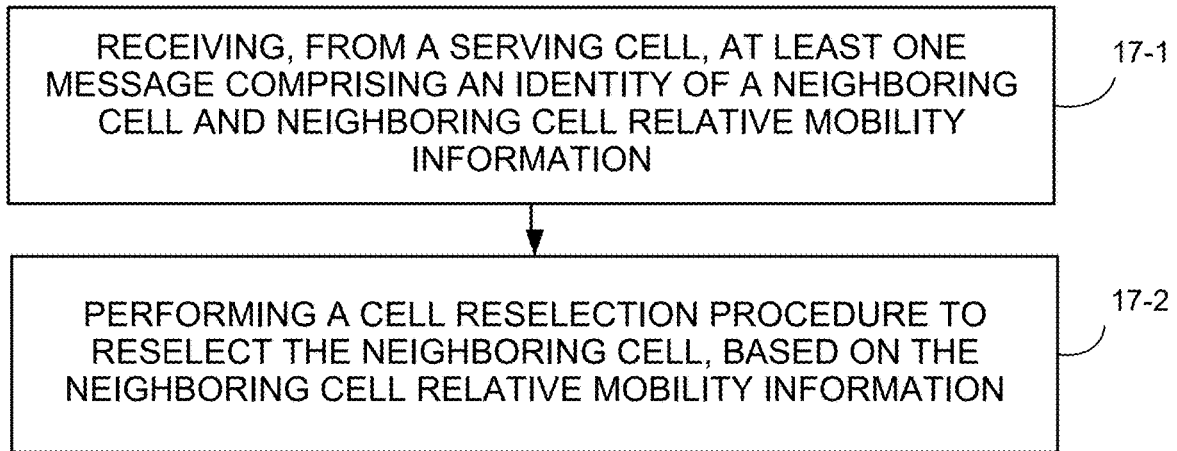 RECEIVING, FROM A SERVING CELL, AT LEAST ONE
MESSAGE COMPRISING AN IDENTITY OF A NEIGHBORING
CELL AND NEIGHBORING CELL RELATIVE MOBILITY
INFORMATION
17-1
PERFORMING A CELL RESELECTION PROCEDURE TO
RESELECT THE NEIGHBORING CELL, BASED ON THE
NEIGHBORING CELL RELATIVE MOBILITY INFORMATION
17-2